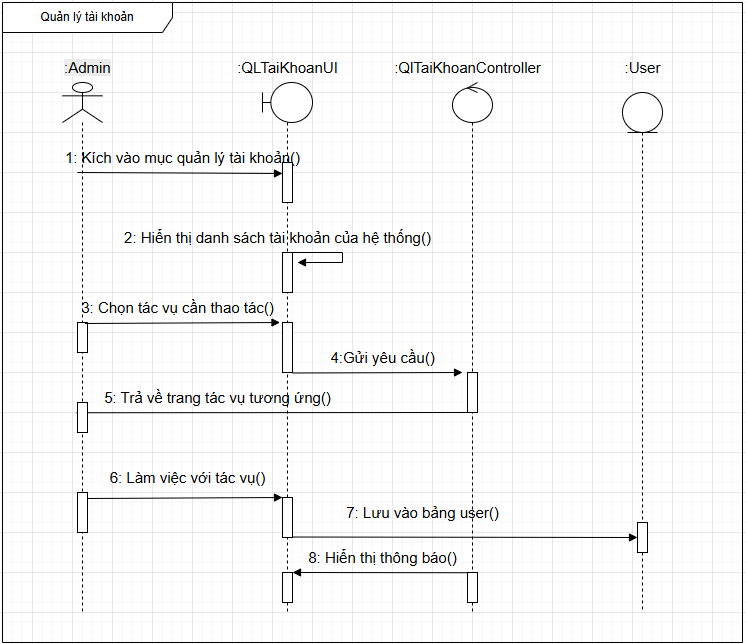 Quản lý tài khoản
:Admin
:QLTaiKhoanUI
:QlTaiKhoanController
:User
1: Kích vào mục quản lý tài khoản()
2: Hiển thị danh sách tài khoản của hệ thống()
3: Chọn tác vụ cần thao tác()
4:Gửi yêu cầu()
5: Trả về trang tác vụ tương ứng()
6: Làm việc với tác vụ()
7: Lưu vào bảng user()
8: Hiển thị thông báo()